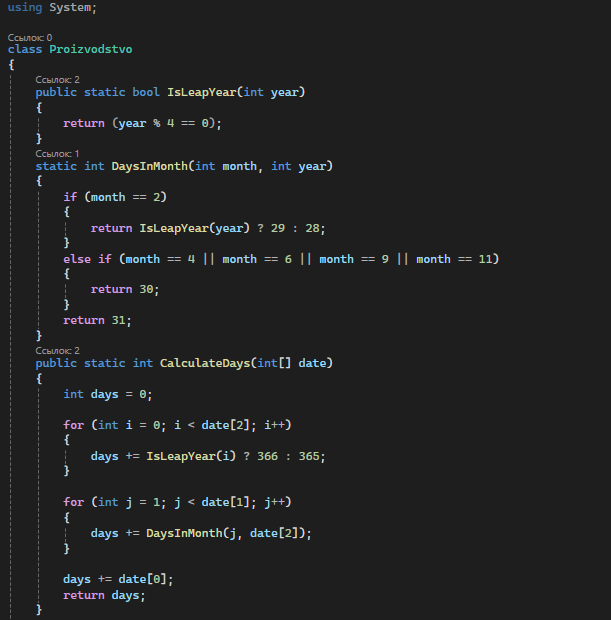 using System;
Ссылок: 0
class Proizvodstvo
{
Ссылок: 2
public static bool IsLeapYear(int year)
{
return (year % 4 == 0);
}
Ссылок: 1
static int DaysInMonth(int month, int year)
{
if (month == 2)
{
return IsLeapYear(year) ? 29 : 28;
}
else if (month == 4 || month == 6 || month == 9 || month == 11)
{
return 30;
}
return 31;
}
Ссылок: 2
public static int CalculateDays(int[] date)
{
int days = 0;
for (int i = 0; i < date[2]; i++)
{
days += IsLeapYear(i) ? 366 : 365;
}
for (int j = 1; j < date[1]; j++)
{
days += DaysInMonth(j, date[2]);
}
days += date[0];
return days;
}